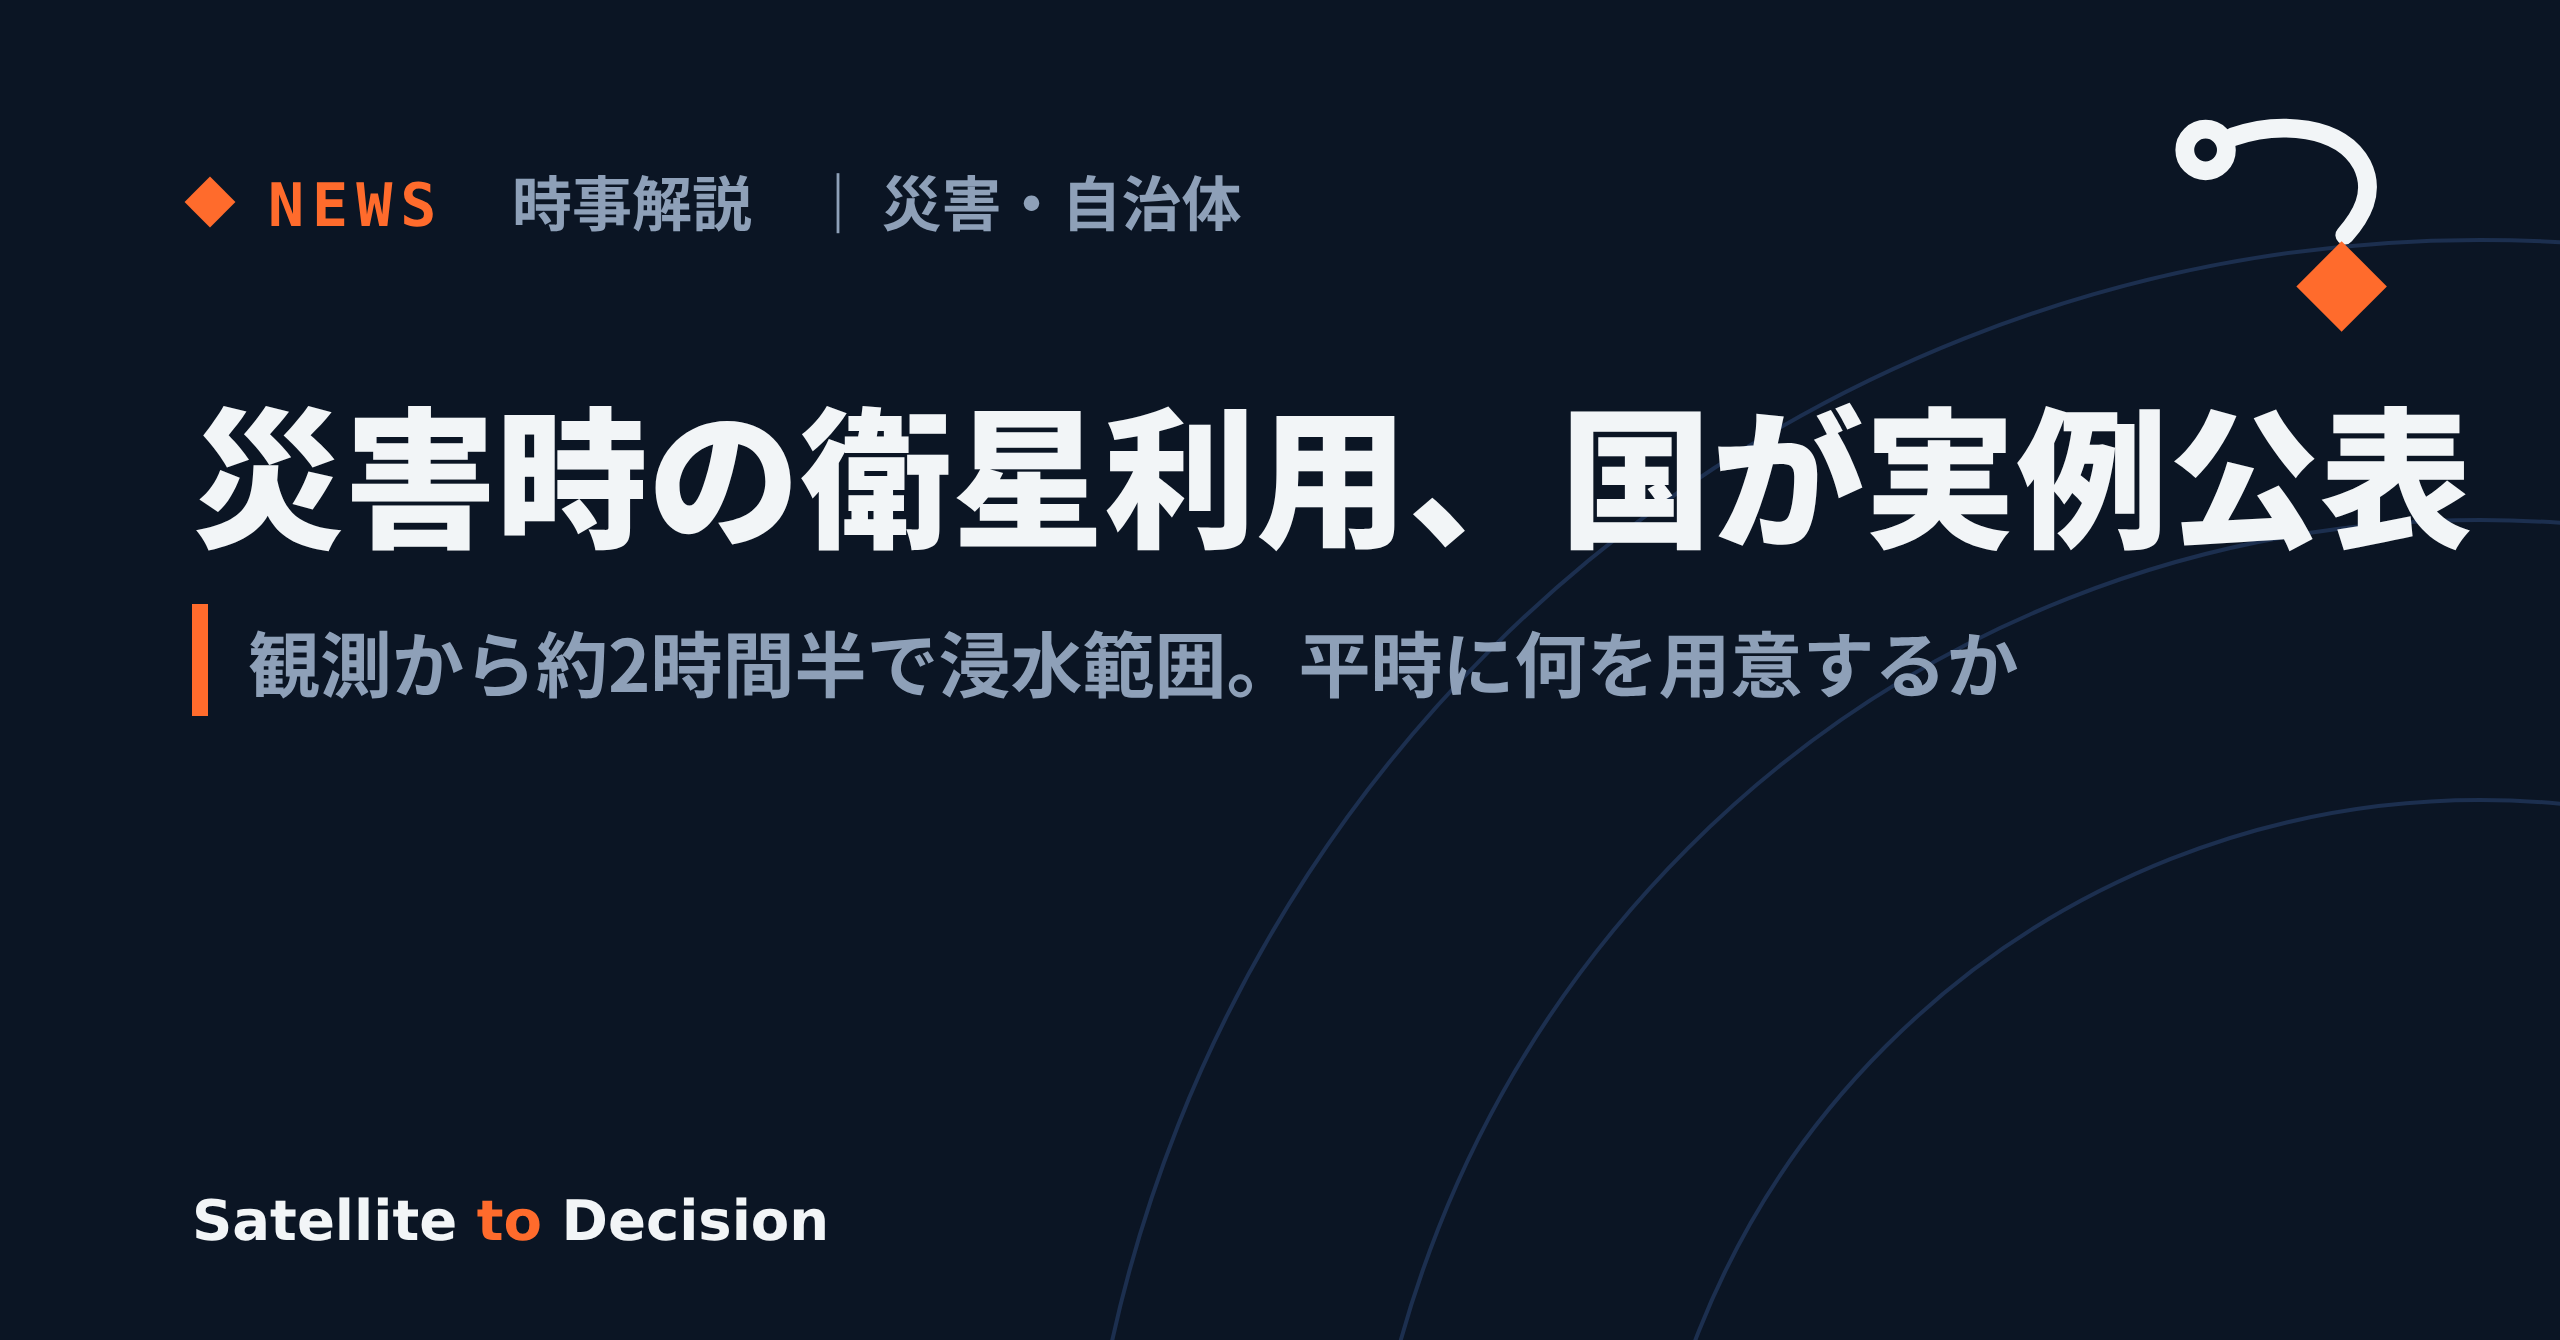 NEWS 時事解説 | 災害・自治体
災害時の衛星利用、国が実例公表
観測から約2時間半で浸水範囲。平時に何を用意するか
Satellite to Decision